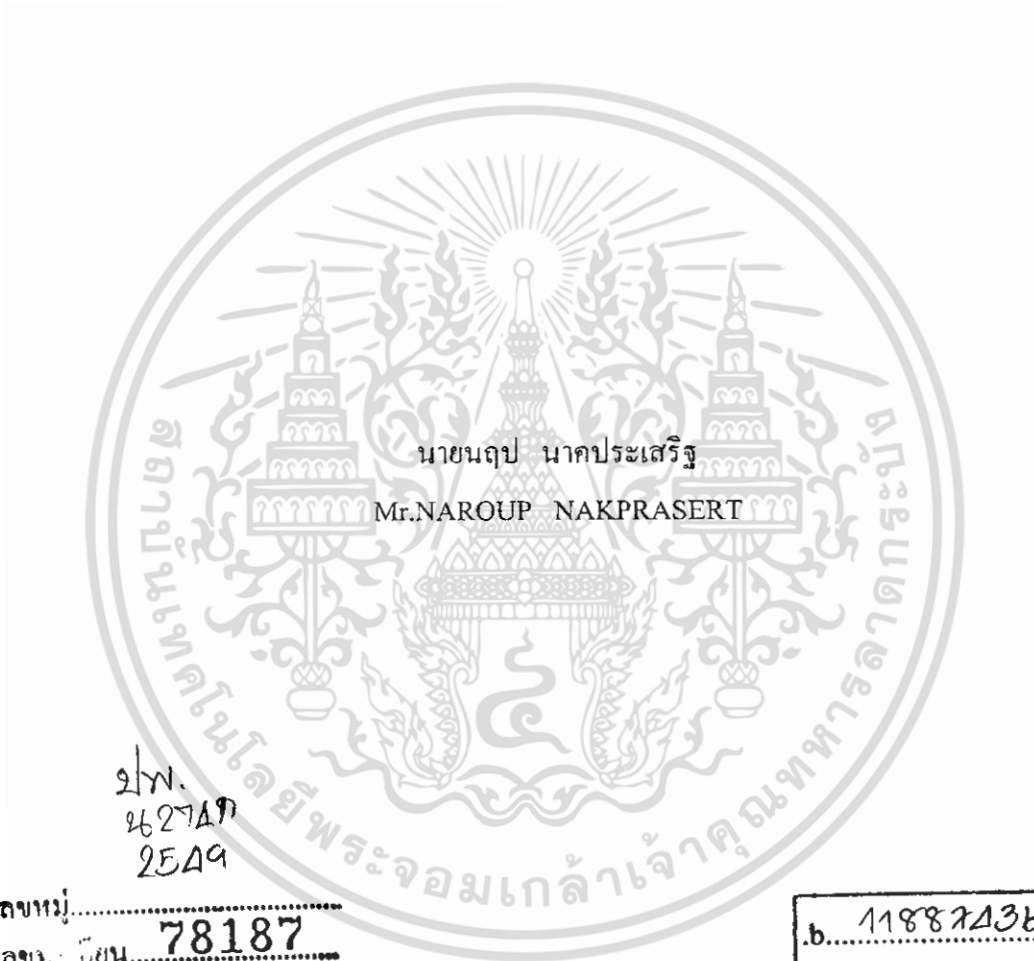 นายนฤป นาคประเสริฐ
Mr.NAROUP NAKPRASERT
สถาบันเทคโนโลยีพระจอมเกล้าเจ้าคุณทหารลาดกระบัง
ปพ.
2549
ลขหมู่
78187
.b